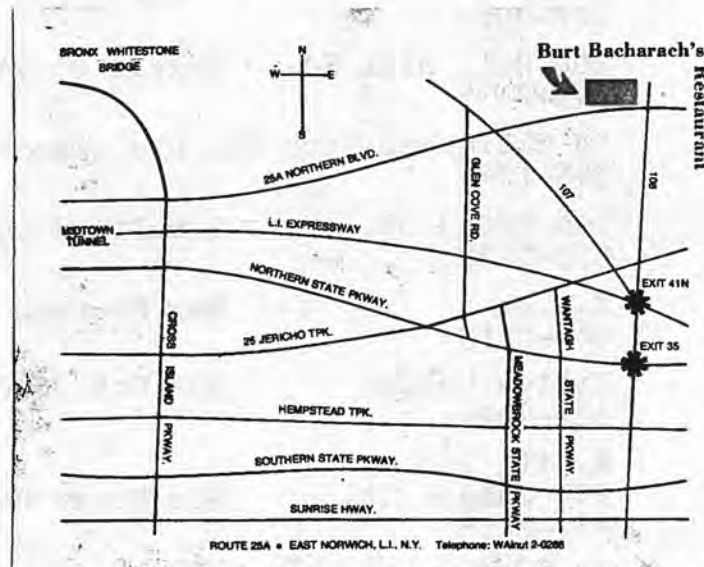 BRONX WHITESTONE
BRIDGE
N
W
E
S
Burt Bacharach's
Restaurant
25A NORTHERN BLVD.
GLEN COVE RD.
107
106
L.I. EXPRESSWAY
MIDTOWN
TUNNEL
NORTHERN STATE PKWAY.
EXIT 41N
25 JERICHO TPK.
WANTAGH STATE PKWAY
EXIT 35
CROSS ISLAND PKWAY.
MEADOWBROOK STATE PKWAY
HEMPSTEAD TPK.
SOUTHERN STATE PKWAY.
SUNRISE HWAY.
ROUTE 25A • EAST NORWICH, L.I., N.Y. Telephone: WAlnut 2-0266